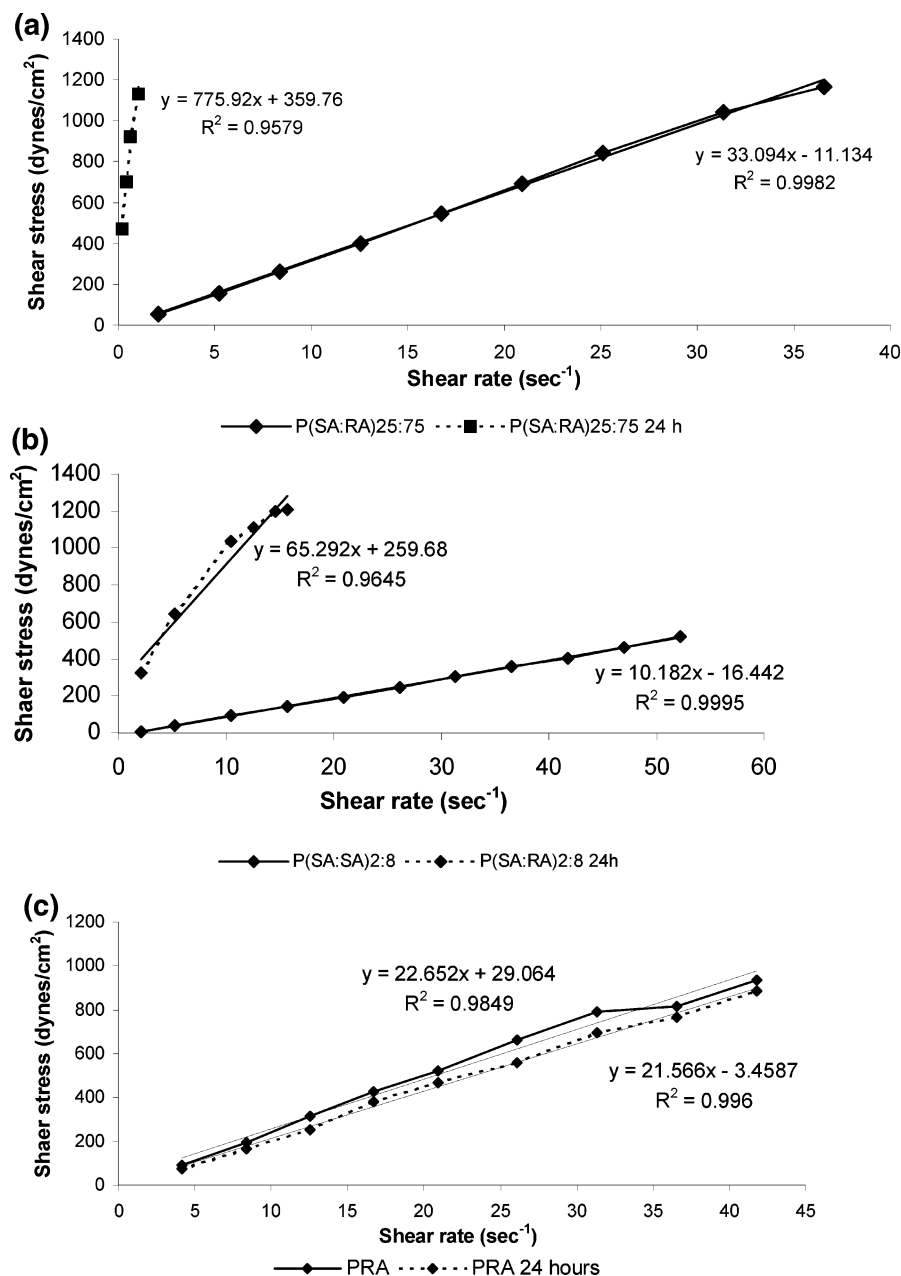 (a)
1400
1200
1000
800
600
400
200
0
Shear stress (dynes/cm²)
y = 775.92x + 359.76
R² = 0.9579
y = 33.094x - 11.134
R² = 0.9982
0 5 10 15 20 25 30 35 40
Shear rate (sec⁻¹)
P(SA:RA)25:75 P(SA:RA)25:75 24 h
(b)
1400
1200
1000
800
600
400
200
0
Shaer stress (dynes/cm²)
y = 65.292x + 259.68
R² = 0.9645
y = 10.182x - 16.442
R² = 0.9995
0 10 20 30 40 50 60
Shear rate (sec⁻¹)
P(SA:SA)2:8 P(SA:RA)2:8 24h
(c)
1200
1000
800
600
400
200
0
Shaer stress (dynes/cm²)
y = 22.652x + 29.064
R² = 0.9849
y = 21.566x - 3.4587
R² = 0.996
0 5 10 15 20 25 30 35 40 45
Shear rate (sec⁻¹)
PRA PRA 24 hours